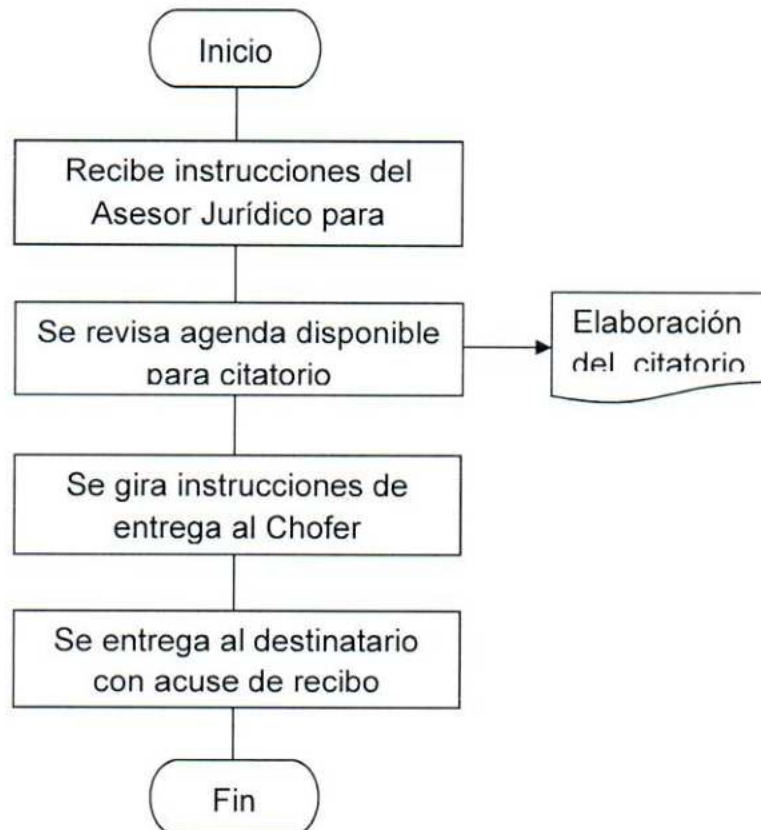 Inicio
Recibe instrucciones del
Asesor Jurídico para
Se revisa agenda disponible
para citatorio
Elaboración
del citatorio
Se gira instrucciones de
entrega al Chofer
Se entrega al destinatario
con acuse de recibo
Fin